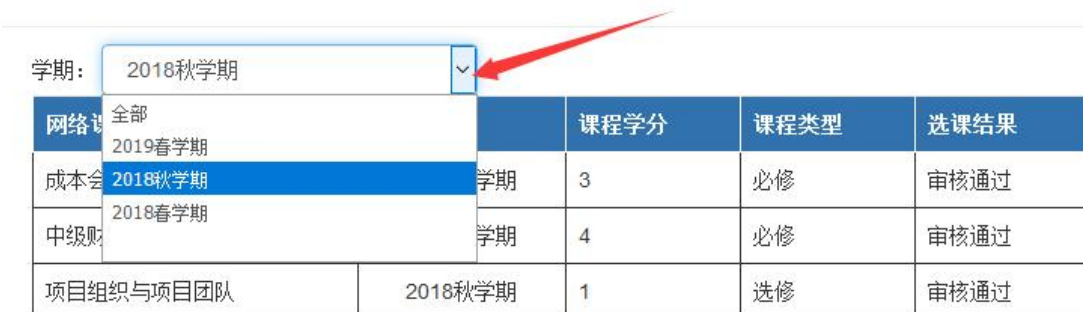 学期： 2018秋学期
全部
2019春学期
2018秋学期
2018春学期
网络 课程学分 课程类型 选课结果
成本会 学期 3 必修 审核通过
中级 学期 4 必修 审核通过
项目组织与项目团队 2018秋学期 1 选修 审核通过